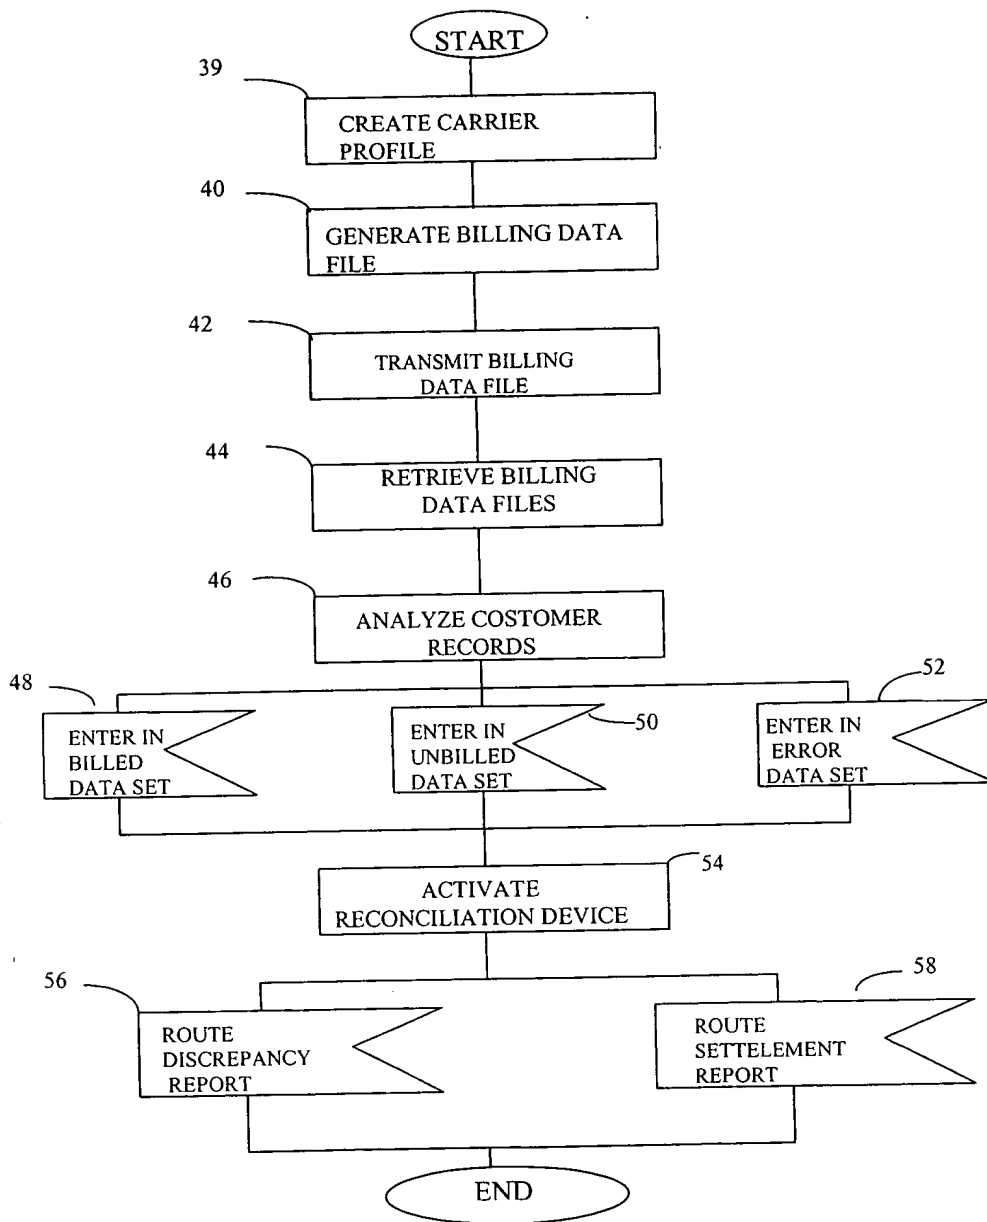 START
39
CREATE CARRIER
PROFILE
40
GENERATE BILLING DATA
FILE
42
TRANSMIT BILLING
DATA FILE
44
RETRIEVE BILLING
DATA FILES
46
ANALYZE COSTOMER
RECORDS
48
ENTER IN
BILLED
DATA SET
50
ENTER IN
UNBILLED
DATA SET
52
ENTER IN
ERROR
DATA SET
54
ACTIVATE
RECONCILIATION DEVICE
56
ROUTE
DISCREPANCY
REPORT
58
ROUTE
SETTELEMENT
REPORT
END